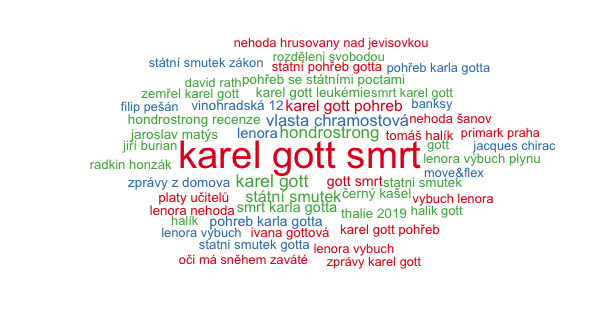 nehoda hrusovany nad jevisovkou
rozděleni svobodou
státní smutek zákon
státní pohřeb gotta
pohřeb karla gotta
david rath
pohřeb se státními poctami
zemřel karel gott
karel gott leukémie
smrt karel gott
filip pešán
vinohradská 12
karel gott pohreb
banksy
hondrostrong recenze
vlasta chramostová
nehoda šanov
jaroslav matýs
lenora
hondrostrong
tomáš halík
primark praha
jiří burian
karel gott smrt
gott
jacques chirac
radkin honzák
lenora výbuch plynu
move&flex
zprávy z domova
karel gott
gott smrt
statni smutek
platy učitelů
státní smutek
černý kašel
vybuch lenora
lenora nehoda
smrt karla gotta
thalie 2019
halik gott
halík
pohreb karla gotta
lenora výbuch
ivana gottová
karel gott pohřeb
statni smutek gotta
lenora vybuch
oči má sněhem zaváté
zprávy karel gott